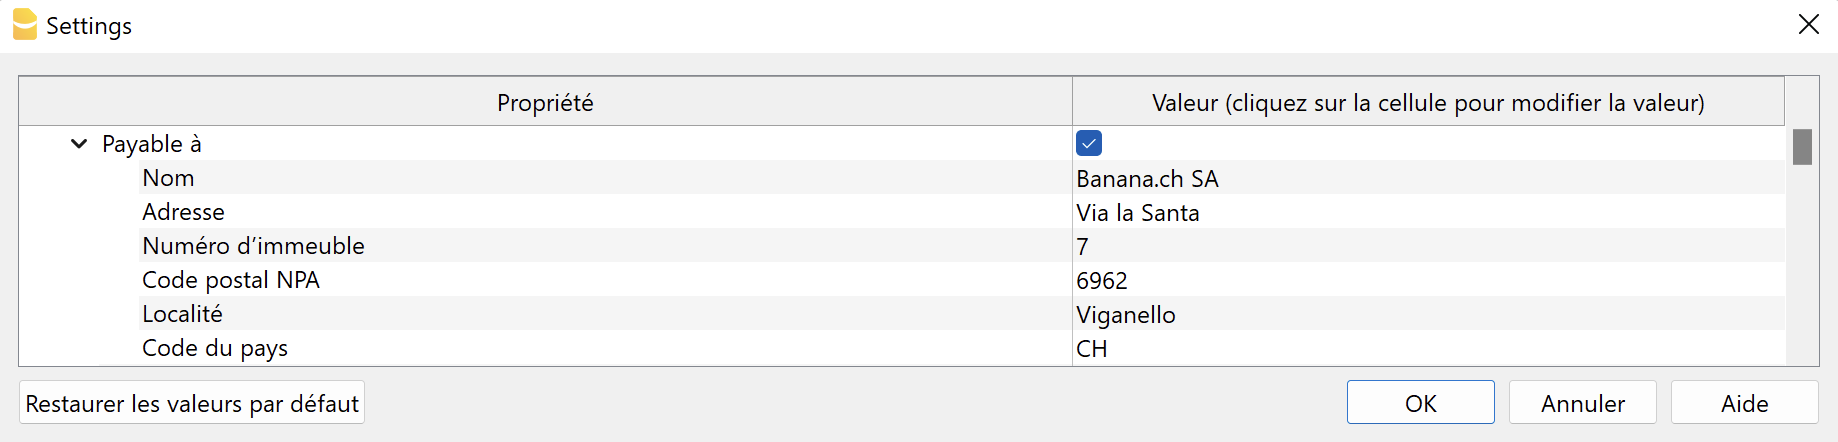 Settings
Propriété Valeur (cliquez sur la cellule pour modifier la valeur)
Payable à
Nom Banana.ch SA
Adresse Via la Santa
Numéro d’immeuble 7
Code postal NPA 6962
Localité Viganello
Code du pays CH
Restaurer les valeurs par défaut OK Annuler Aide